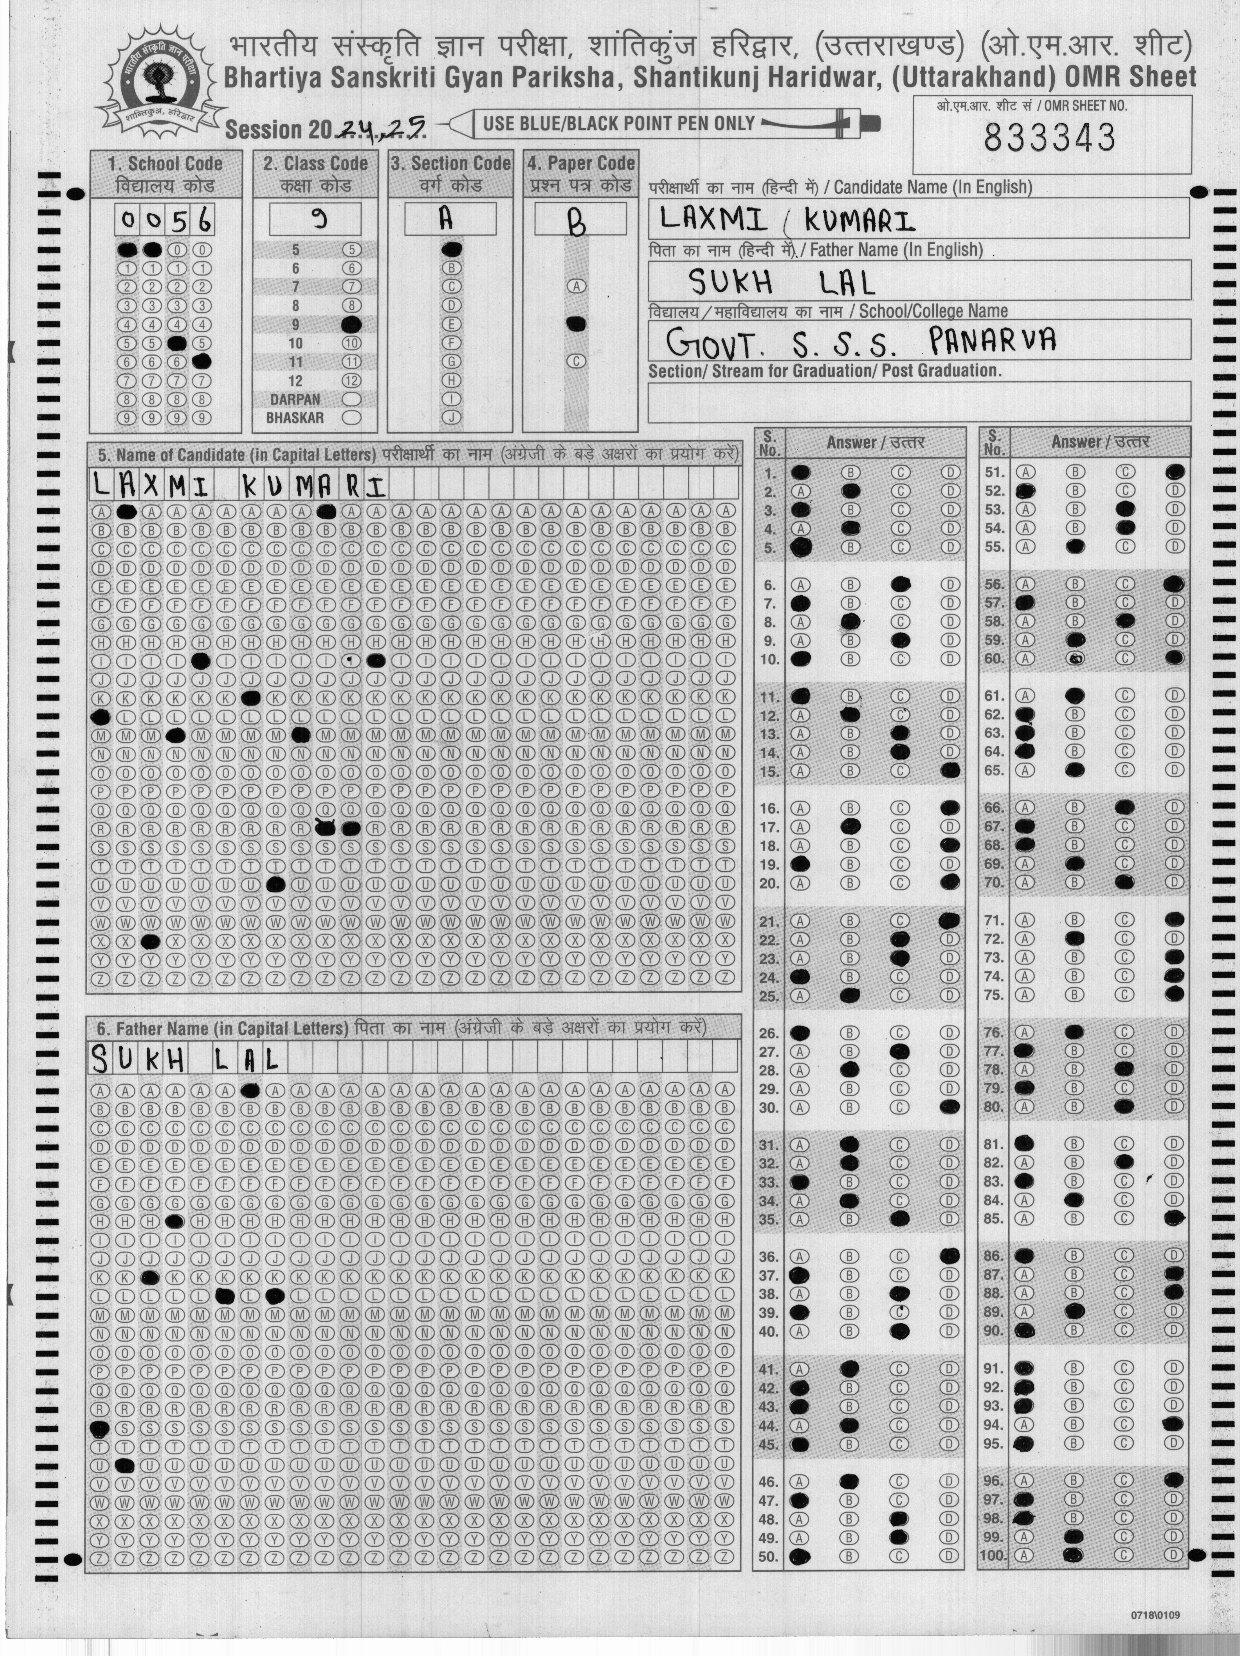 भारतीय संस्कृति ज्ञान परीक्षा, शांतिकुंज हरिद्वार, (उत्तराखण्ड) (ओ.एम.आर. शीट)
Bhartiya Sanskriti Gyan Pariksha, Shantikunj Haridwar, (Uttarakhand) OMR Sheet
Session 2024,25 USE BLUE/BLACK POINT PEN ONLY
ओ.एम.आर. शीट सं / OMR SHEET NO.
833343
1. School Code
विद्यालय कोड
0056
2. Class Code
कक्षा कोड
9
5
6
7
8
9
10
11
12
DARPAN
BHASKAR
3. Section Code
वर्ग कोड
A
4. Paper Code
प्रश्न पत्र कोड
B
परीक्षार्थी का नाम (हिन्दी में) / Candidate Name (In English)
LAXMI KUMARI
पिता का नाम (हिन्दी में) / Father Name (In English)
SUKH LAL
विद्यालय/महाविद्यालय का नाम / School/College Name
GOVT. S. S. S. PANARVA
Section/ Stream for Graduation/ Post Graduation.
5. Name of Candidate (in Capital Letters) परीक्षार्थी का नाम (अंग्रेजी के बड़े अक्षरों का प्रयोग करें)
LAXMI KUMARI
6. Father Name (in Capital Letters) पिता का नाम (अंग्रेजी के बड़े अक्षरों का प्रयोग करें)
SUKH LAL
S. No. Answer / उत्तर
S. No. Answer / उत्तर
0718\0109